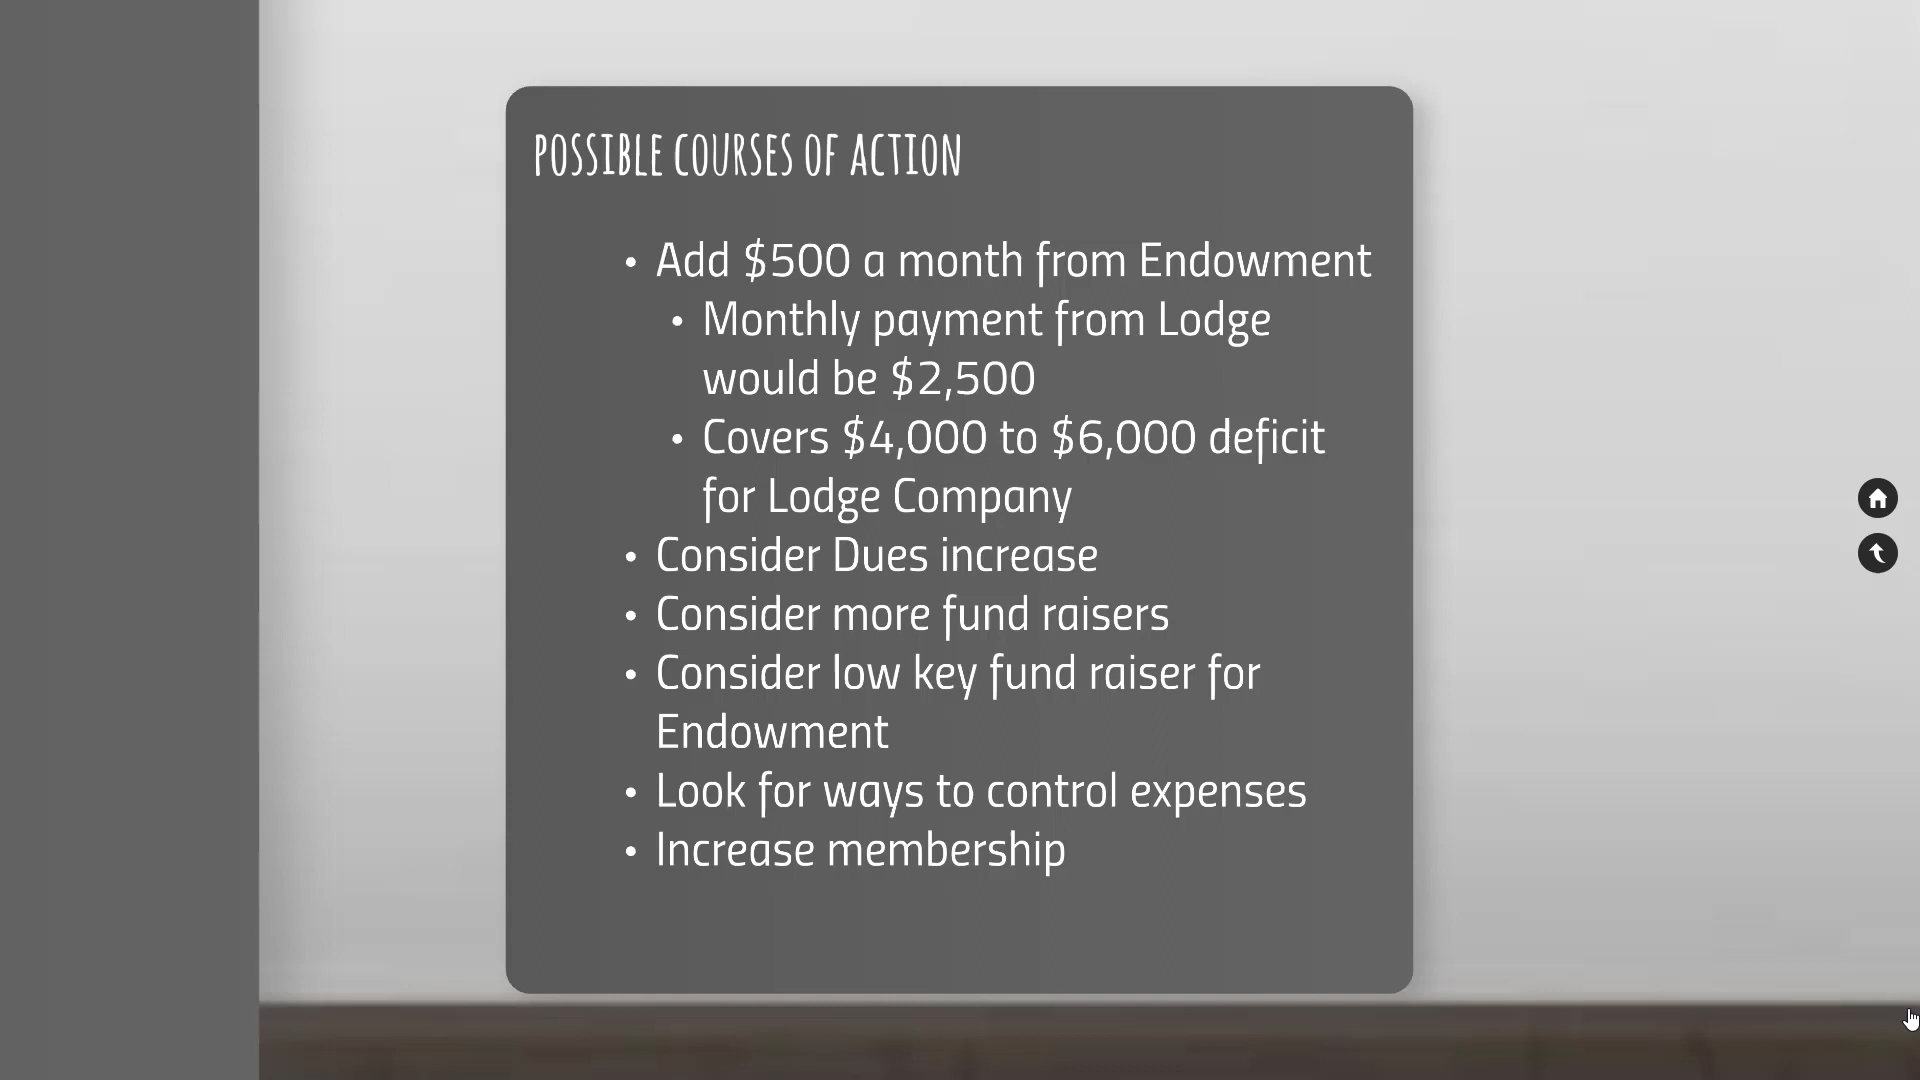 POSSIBLE COURSES OF ACTION
• Add $500 a month from Endowment
• Monthly payment from Lodge
would be $2,500
• Covers $4,000 to $6,000 deficit
for Lodge Company
• Consider Dues increase
• Consider more fund raisers
• Consider low key fund raiser for
Endowment
• Look for ways to control expenses
• Increase membership